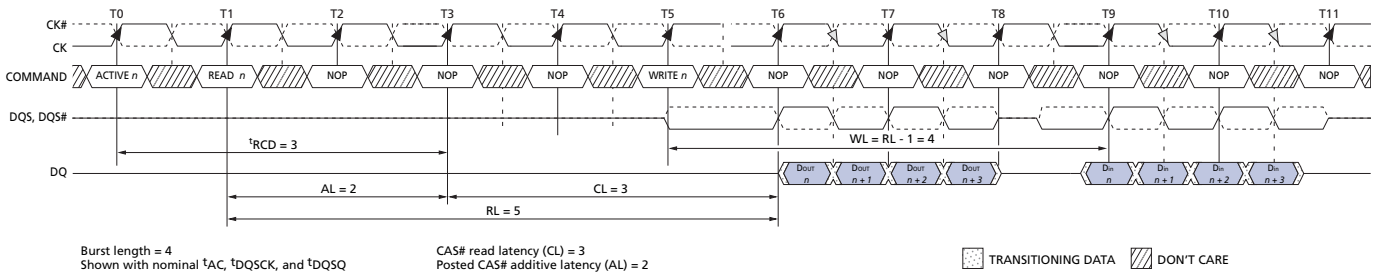 T0 T1 T2 T3 T4 T5 T6 T7 T8 T9 T10 T11
CK#
CK
COMMAND ACTIVE n READ n NOP NOP NOP WRITE n NOP NOP NOP NOP NOP NOP
DQS, DQS#
tRCD = 3 WL = RL - 1 = 4
DQ DOUT n DOUT n + 1 DOUT n + 2 DOUT n + 3 Din n Din n + 1 Din n + 2 Din n + 3
AL = 2 CL = 3
RL = 5
Burst length = 4 CAS# read latency (CL) = 3
Shown with nominal tAC, tDQSCK, and tDQSQ Posted CAS# additive latency (AL) = 2 TRANSITIONING DATA DON'T CARE